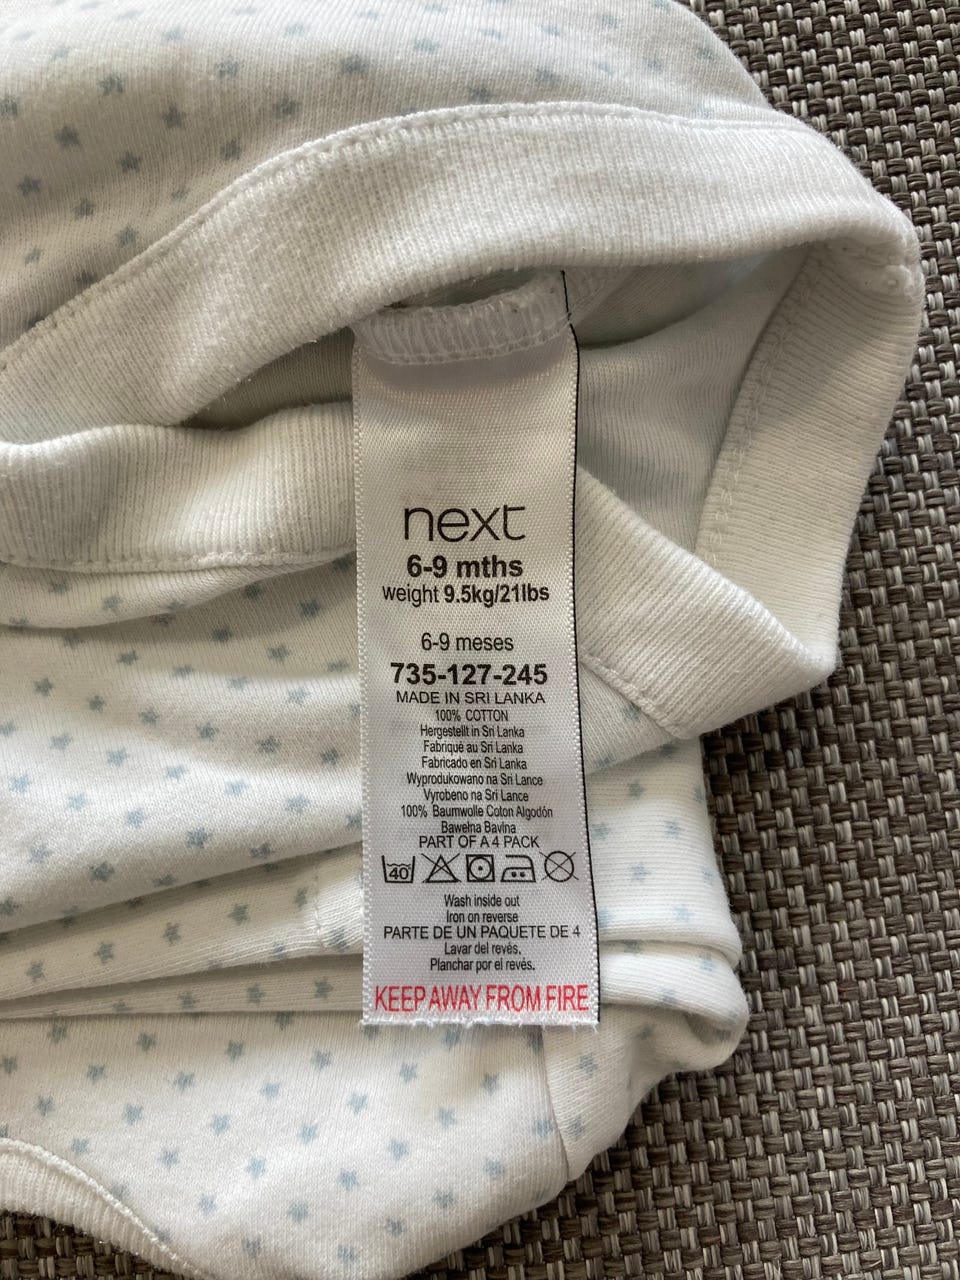 next
6-9 mths
weight 9.5kg/21lbs
6-9 meses
735-127-245
MADE IN SRI LANKA
100% COTTON
Hergestellt in Sri Lanka
Fabriqué au Sri Lanka
Fabricado en Sri Lanka
Wyprodukowano na Sri Lance
Vyrobeno na Sri Lance
100% Baumwolle Coton Algodón
Bawełna Bavlna
PART OF A 4 PACK
40
Wash inside out
Iron on reverse
PARTE DE UN PAQUETE DE 4
Lavar del revés.
Planchar por el revés.
KEEP AWAY FROM FIRE